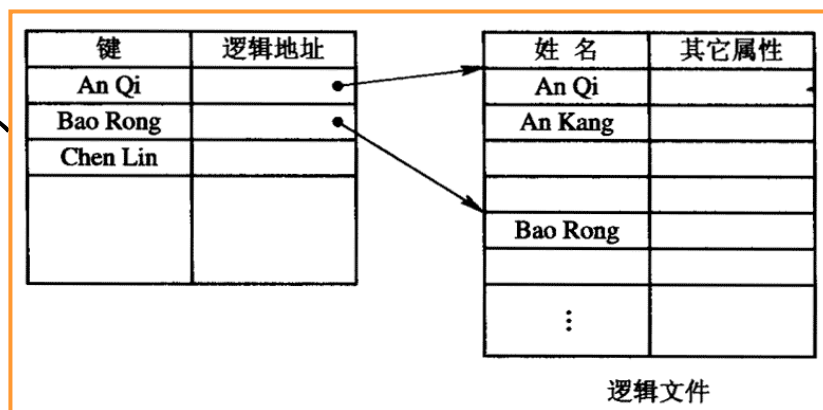 键 逻辑地址
An Qi
Bao Rong
Chen Lin
姓 名 其它属性
An Qi
An Kang
Bao Rong
⋮
逻辑文件